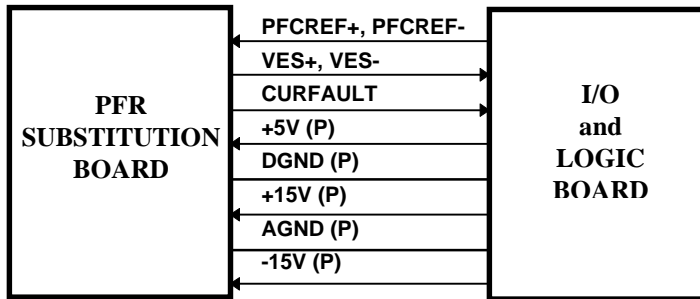 PFR
SUBSTITUTION
BOARD
PFCREF+, PFCREF-
VES+, VES-
CURFAULT
+5V (P)
DGND (P)
+15V (P)
AGND (P)
-15V (P)
I/O
and
LOGIC
BOARD